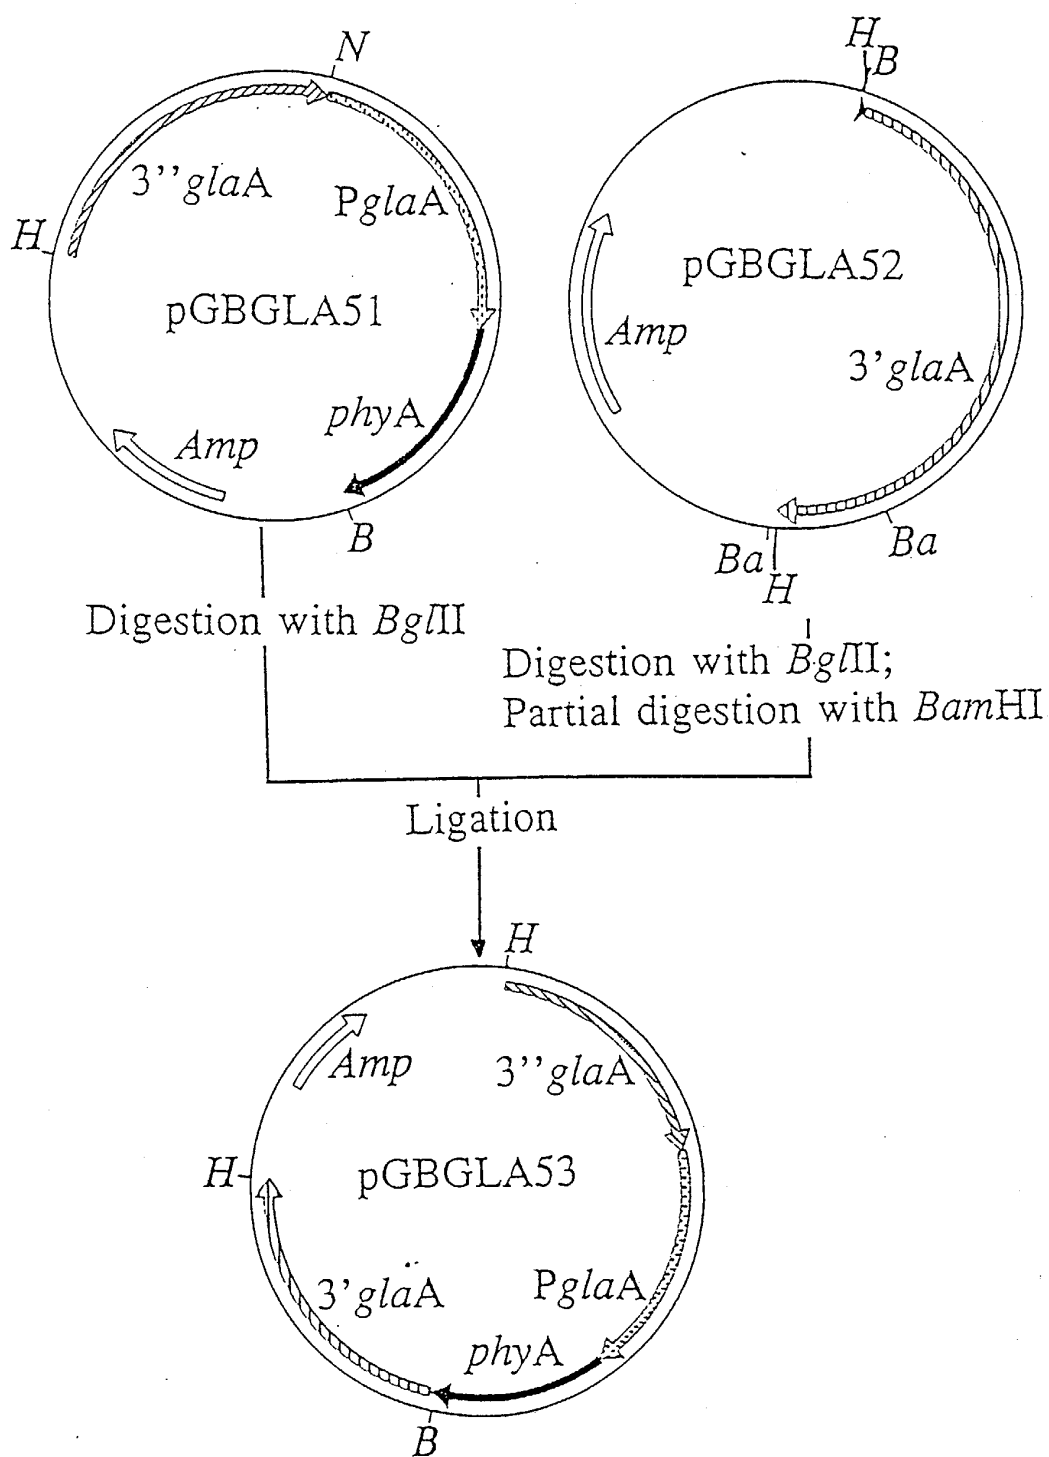 N
3''glaA
PglaA
H
pGBGLA51
phyA
Amp
B
H
B
pGBGLA52
Amp
3'glaA
Ba
Ba
H
Digestion with BglII
Digestion with BglII;
Partial digestion with BamHI
Ligation
H
Amp
3''glaA
H
pGBGLA53
3'glaA
PglaA
phyA
B